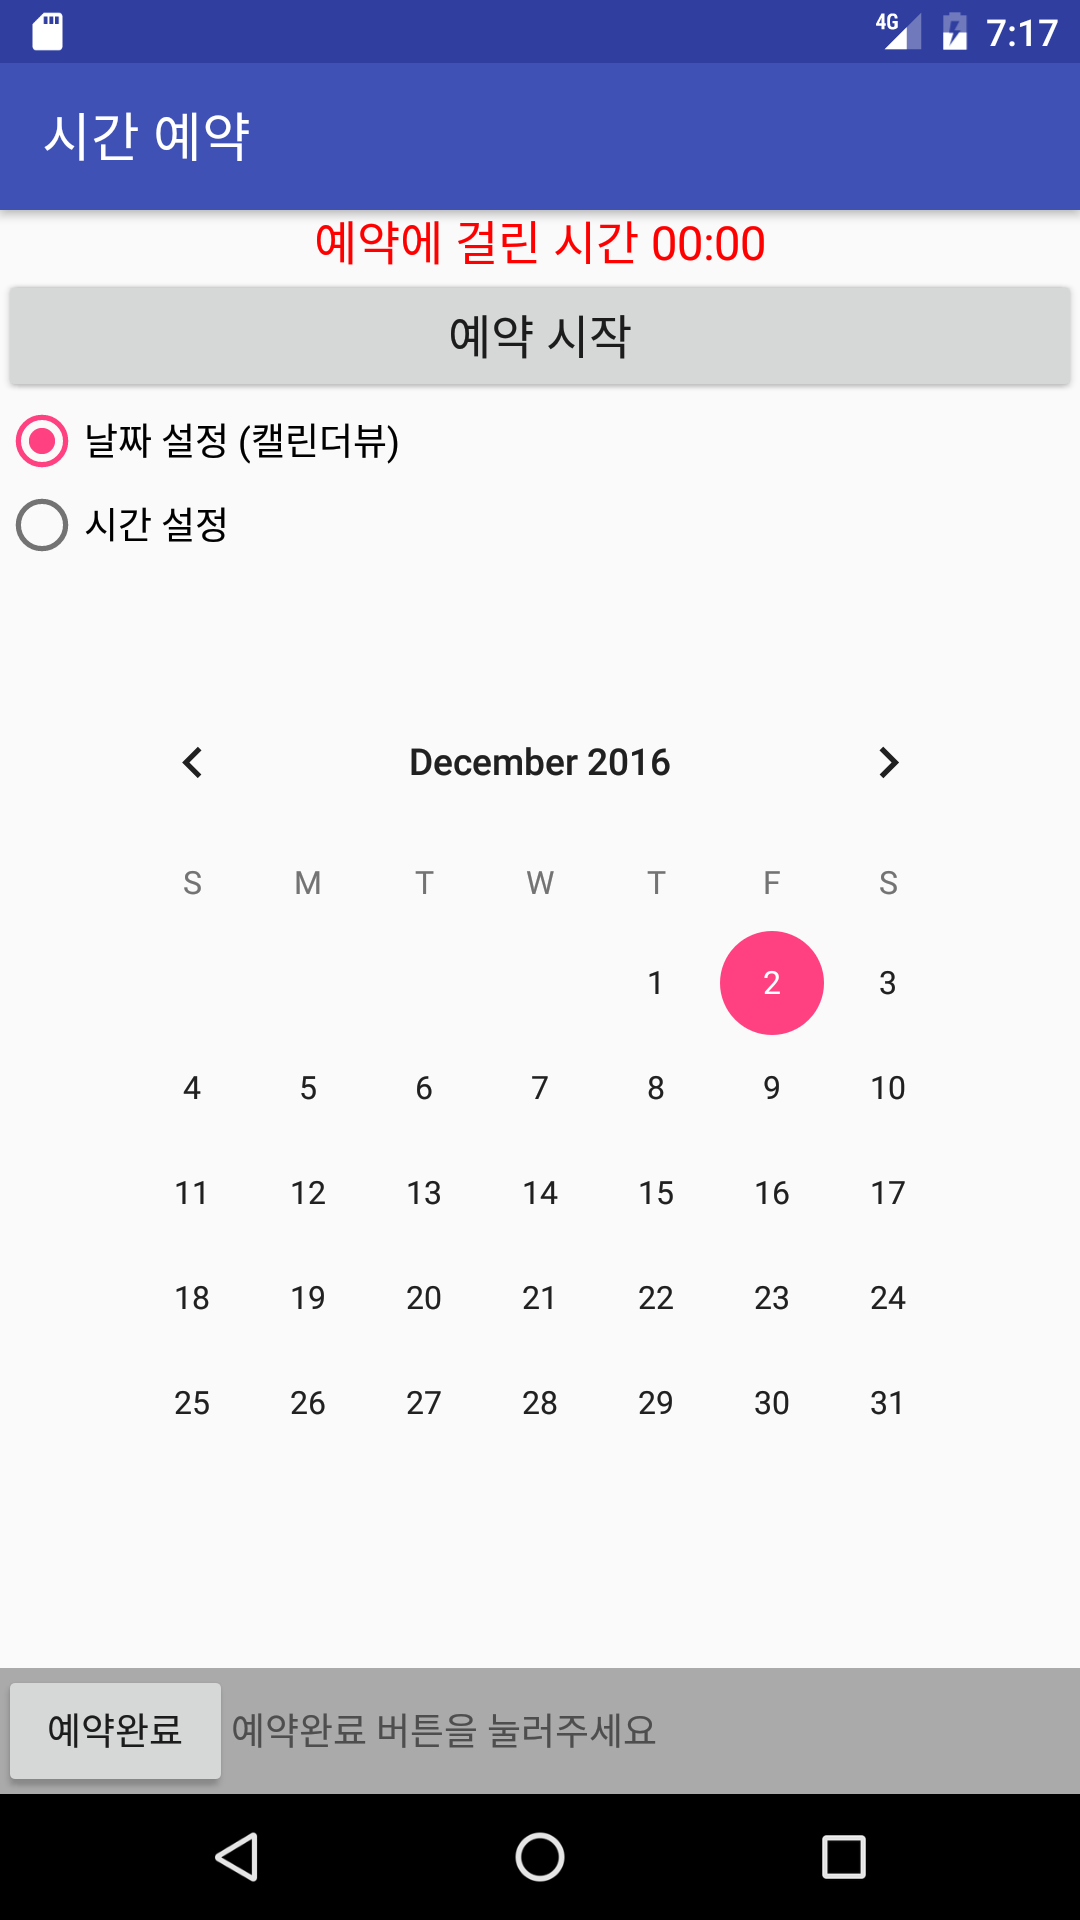 4G 7:17
시간 예약
예약에 걸린 시간 00:00
예약 시작
날짜 설정 (캘린더뷰)
시간 설정
December 2016
S M T W T F S
1 2 3
4 5 6 7 8 9 10
11 12 13 14 15 16 17
18 19 20 21 22 23 24
25 26 27 28 29 30 31
예약완료 예약완료 버튼을 눌러주세요